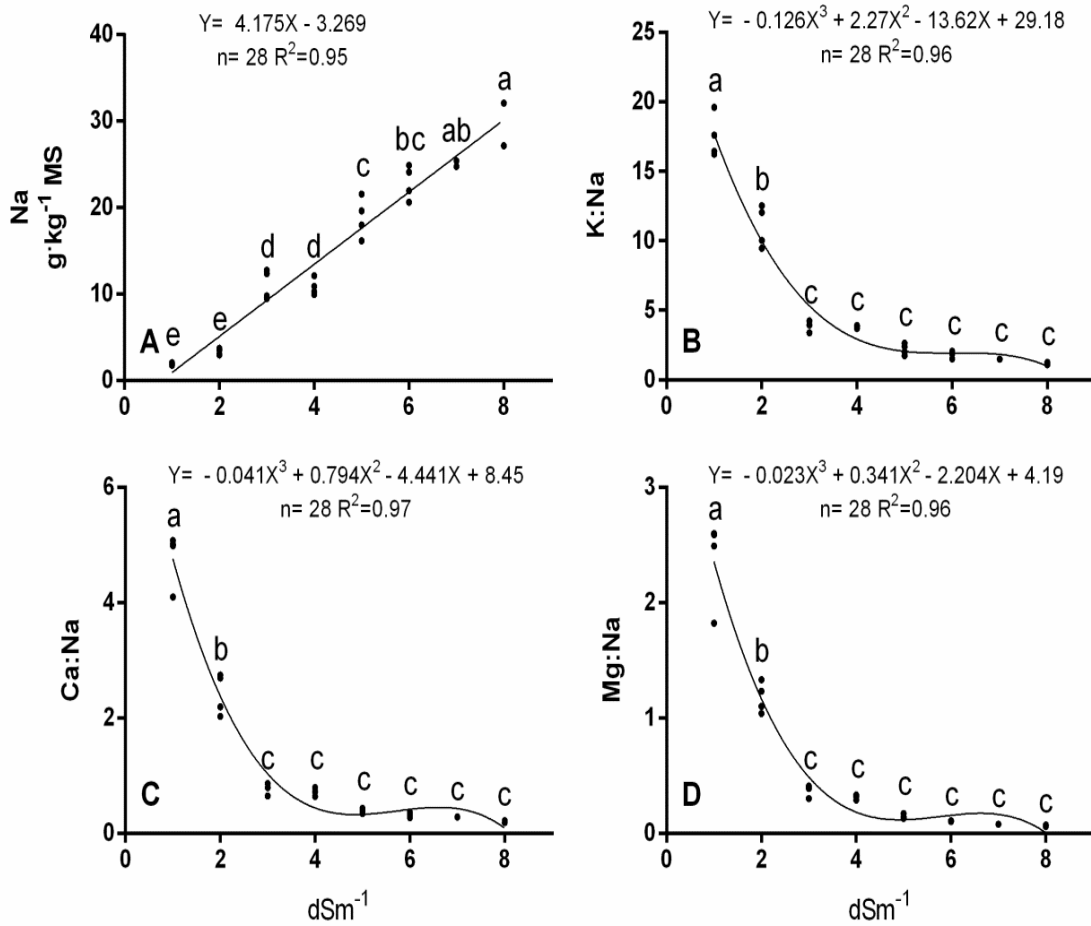 Y= 4.175X - 3.269
n= 28 R²=0.95
40
30
20
10
0
Na
g·kg⁻¹ MS
e
e
d
d
c
bc
ab
a
A
0
2
4
6
8
Y= - 0.126X³ + 2.27X² - 13.62X + 29.18
n= 28 R²=0.96
25
20
15
10
5
0
K:Na
a
b
c
c
c
c
c
c
B
0
2
4
6
8
Y= - 0.041X³ + 0.794X² - 4.441X + 8.45
n= 28 R²=0.97
6
4
2
0
Ca:Na
a
b
c
c
c
c
c
c
C
0
2
4
6
8
dSm⁻¹
Y= - 0.023X³ + 0.341X² - 2.204X + 4.19
n= 28 R²=0.96
3
2
1
0
Mg:Na
a
b
c
c
c
c
c
c
D
0
2
4
6
8
dSm⁻¹